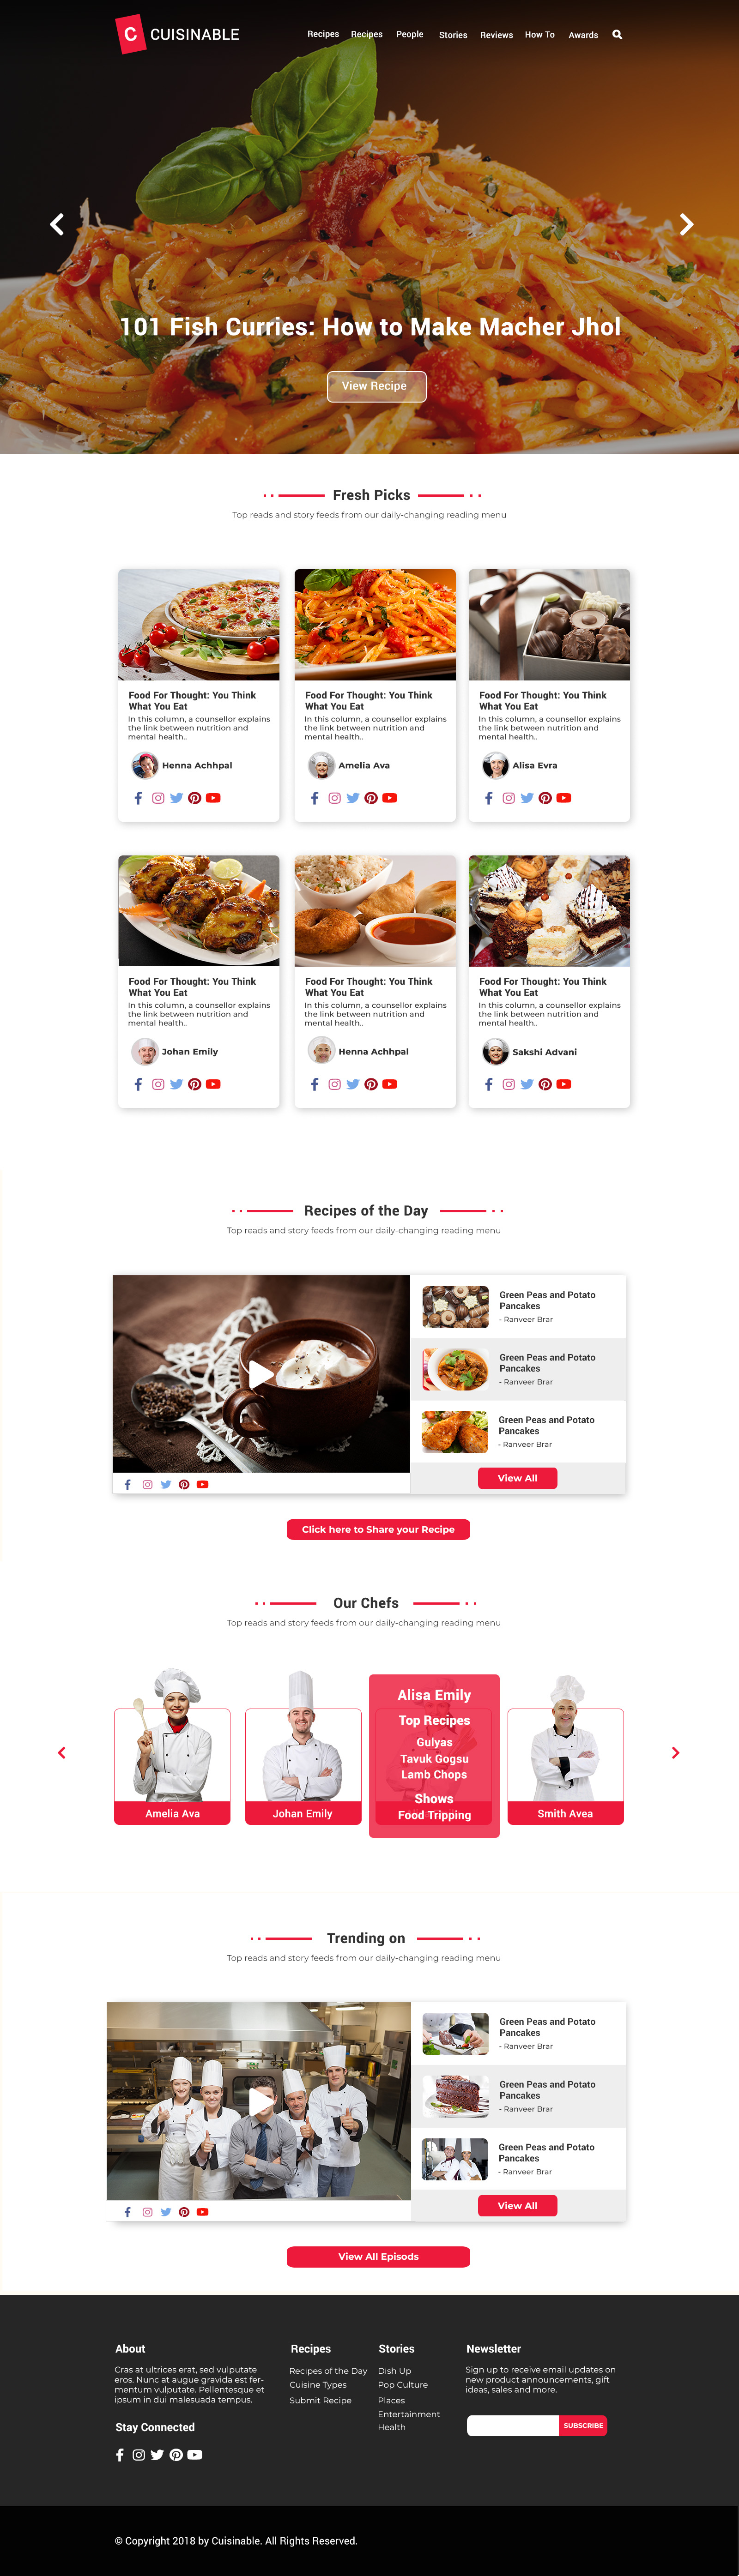 C CUISINABLE
Recipes Recipes People Stories Reviews How To Awards
101 Fish Curries: How to Make Macher Jhol
View Recipe
Fresh Picks
Top reads and story feeds from our daily-changing reading menu
Food For Thought: You Think
What You Eat
In this column, a counsellor explains
the link between nutrition and
mental health..
Henna Achhpal
Food For Thought: You Think
What You Eat
In this column, a counsellor explains
the link between nutrition and
mental health..
Amelia Ava
Food For Thought: You Think
What You Eat
In this column, a counsellor explains
the link between nutrition and
mental health..
Alisa Evra
Food For Thought: You Think
What You Eat
In this column, a counsellor explains
the link between nutrition and
mental health..
Johan Emily
Food For Thought: You Think
What You Eat
In this column, a counsellor explains
the link between nutrition and
mental health..
Henna Achhpal
Food For Thought: You Think
What You Eat
In this column, a counsellor explains
the link between nutrition and
mental health..
Sakshi Advani
Recipes of the Day
Top reads and story feeds from our daily-changing reading menu
Green Peas and Potato
Pancakes
- Ranveer Brar
Green Peas and Potato
Pancakes
- Ranveer Brar
Green Peas and Potato
Pancakes
- Ranveer Brar
View All
Click here to Share your Recipe
Our Chefs
Top reads and story feeds from our daily-changing reading menu
Amelia Ava
Johan Emily
Alisa Emily
Top Recipes
Gulyas
Tavuk Gogsu
Lamb Chops
Shows
Food Tripping
Smith Avea
Trending on
Top reads and story feeds from our daily-changing reading menu
Green Peas and Potato
Pancakes
- Ranveer Brar
Green Peas and Potato
Pancakes
- Ranveer Brar
Green Peas and Potato
Pancakes
- Ranveer Brar
View All
View All Episods
About
Cras at ultrices erat, sed vulputate
eros. Nunc at augue gravida est fer-
mentum vulputate. Pellentesque et
ipsum in dui malesuada tempus.
Stay Connected
Recipes
Recipes of the Day
Cuisine Types
Submit Recipe
Stories
Dish Up
Pop Culture
Places
Entertainment
Health
Newsletter
Sign up to receive email updates on
new product announcements, gift
ideas, sales and more.
SUBSCRIBE
© Copyright 2018 by Cuisinable. All Rights Reserved.